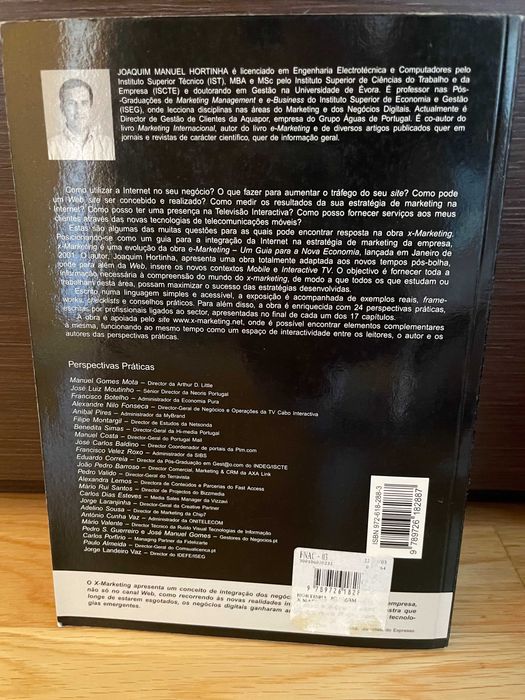 JOAQUIM MANUEL HORTINHA é licenciado em Engenharia Electrotécnica e Computadores pelo
Instituto Superior Técnico (IST), MBA e MSc pelo Instituto Superior de Ciências do Trabalho e da
Empresa (ISCTE) e doutorando em Gestão na Universidade de Évora. É professor nas Pós-
-Graduações de Marketing Management e e-Business do Instituto Superior de Economia e Gestão
(ISEG), onde lecciona disciplinas nas áreas do Marketing e dos Negócios Digitais. Actualmente é
Director de Gestão de Clientes da Aquapor, empresa do Grupo Águas de Portugal. É co-autor do
livro Marketing Internacional, autor do livro e-Marketing e de diversos artigos publicados quer em
jornais e revistas de carácter científico, quer de informação geral.
Como utilizar a Internet no seu negócio? O que fazer para aumentar o tráfego do seu site? Como pode
um Web site ser concebido e realizado? Como medir os resultados da sua estratégia de marketing na
Internet? Como posso ter uma presença na Televisão Interactiva? Como posso fornecer serviços aos meus
clientes através das novas tecnologias de telecomunicações móveis?
Estas são algumas das muitas questões para as quais pode encontrar resposta na obra x-Marketing.
Posicionando-se como um guia para a integração da Internet na estratégia de marketing da empresa,
x-Marketing é uma evolução da obra e-Marketing – Um Guia para a Nova Economia, lançada em Janeiro de
2001. O autor, Joaquim Hortinha, apresenta uma obra totalmente adaptada aos novos tempos pós-bolha,
onde para além da Web, insere os novos contextos Mobile e Interactive TV. O objectivo é fornecer toda a
informação necessária à compreensão do mundo do x-marketing, de modo a que todos os que estudam ou
trabalham desta área, possam maximizar o sucesso das estratégias desenvolvidas.
Escrito numa linguagem simples e acessível, a exposição é acompanhada de exemplos reais, frame-
works, checklists e conselhos práticos. Para além disso, a obra é enriquecida com 24 perspectivas práticas,
escritas por profissionais ligados ao sector, apresentadas no final de cada um dos 17 capítulos.
A obra é apoiada pelo site www.x-marketing.net, onde é possível encontrar elementos complementares
à mesma, funcionando ao mesmo tempo como um espaço de interactividade entre os leitores, o autor e os
autores das perspectivas práticas.
Perspectivas Práticas
Manuel Gomes Mota – Director da Arthur D. Little
José Luiz Moutinho – Sénior Director da Neoris Portugal
Francisco Botelho – Administrador da Economia Pura
Alexandre Nilo Fonseca – Director-Geral de Negócios e Operações da TV Cabo Interactiva
Aníbal Pires – Administrador da MyBrand
Filipe Montargil – Director de Estudos da Netsonda
Benedita Simas – Director-Geral da Hi-media Portugal
Manuel Costa – Director-Geral do Portugal Mail
José Carlos Baldino – Director Coordenador de portais da Ptm.com
Francisco Velez Roxo – Administrador da SIBS
Eduardo Correia – Director da Pós-Graduação em Gest@o.com do INDEG/ISCTE
João Pedro Barroso – Director Comercial, Marketing & CRM da AXA Link
Pedro Valido – Director-Geral do Terravista
Alexandra Lemos – Directora de Conteúdos e Parcerias do Fast Access
Mário Rui Santos – Director de Projectos do Bizzmedia
Carlos Dias Esteves – Media Sales Manager da Vizzavi
Jorge Laranjinha – Director-Geral da Creative Partner
Adelino Sousa – Director de Marketing da Chip7
António Cunha Vaz – Administrador da ONITELECOM
Mário Valente – Director Técnico da Ruído Visual Tecnologias de Informação
Pedro S. Guerreiro e José Manuel Gomes – Gestores do Negocios.pt
Carlos Porfírio – Managing Partner da Fabricarte
Paulo Almeida – Director-Geral do Comuaticanca.pt
Jorge Landeiro Vaz – Director do IDEFE/ISEG
ISBN 972-618-288-3
9 789726 182887
FNAC - 03
9 789726 182
O X-Marketing apresenta um conceito de integração dos negóc
empresa,
não só no canal Web, como recorrendo às novas realidades in
stra que
longe de estarem esgotados, os negócios digitais ganharam a
tecnolo-
gias emergentes.
do Expresso